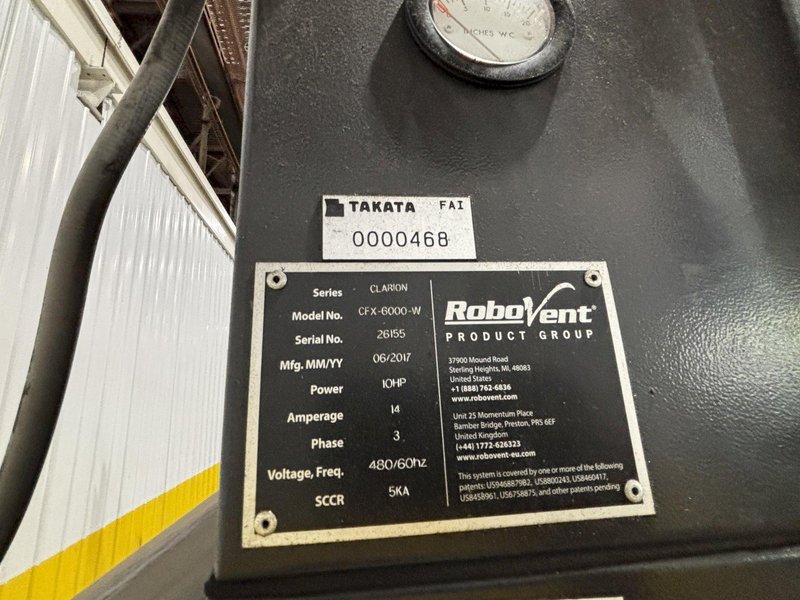 5 10 15 20
INCHES W.C.
TAKATA FAI
0000468
Series CLARION
Model No. CFX-6000-W
Serial No. 26155
Mfg. MM/YY 06/2017
Power 10HP
Amperage 14
Phase 3
Voltage, Freq. 480/60hz
SCCR 5KA
RoboVent®
PRODUCT GROUP
37900 Mound Road
Sterling Heights, MI, 48083
United States
+1 (888) 762-6836
www.robovent.com
Unit 25 Momentum Place
Bamber Bridge, Preston, PR5 6EF
United Kingdom
(+44) 1772-626323
www.robovent-eu.com
This system is covered by one or more of the following
patents: US9468879B2, US8800243, US8460417,
US8458961, US6758875, and other patents pending